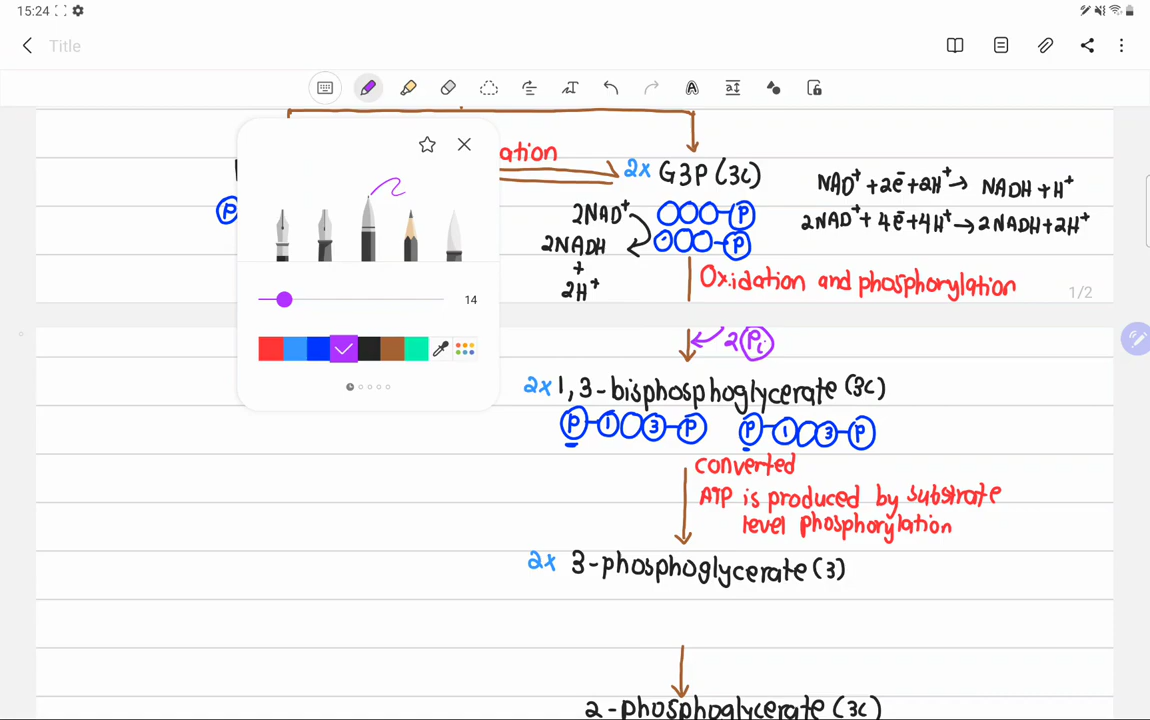 15:24
Title
ation
2x G3P (3c)
NAD⁺ + 2ē + 2H⁺ → NADH + H⁺
2NAD⁺
P
P
2NADH
P
2NAD⁺ + 4ē + 4H⁺ → 2NADH + 2H⁺
+
2H⁺
Oxidation and phosphorylation
1/2
14
2 Pi
2x 1,3-bisphosphoglycerate (3c)
P 1 3 P P 1 3 P
converted
ATP is produced by substrate
level phosphorylation
2x 3-phosphoglycerate (3)
2-phosphoglycerate (3c)